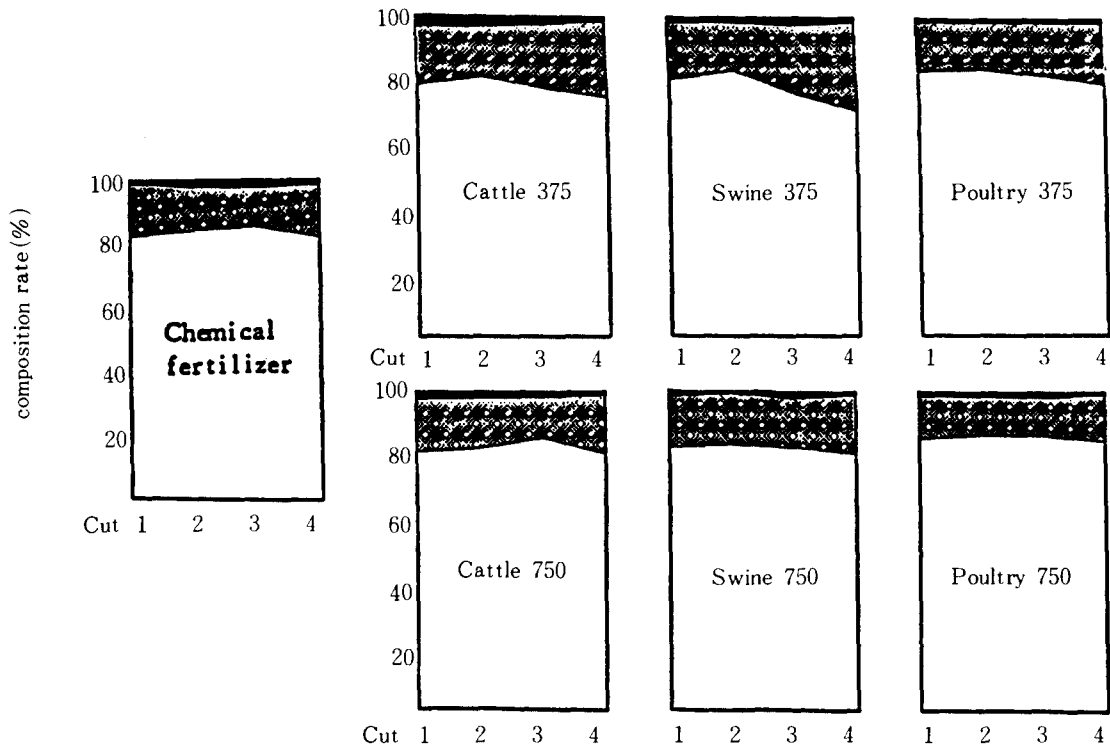 composition rate (%)
100
80
60
40
20
Chemical
fertilizer
Cut 1 2 3 4
100
80
60
40
20
Cattle 375
Swine 375
Poultry 375
Cut 1 2 3 4 1 2 3 4 1 2 3 4
100
80
60
40
20
Cattle 750
Swine 750
Poultry 750
Cut 1 2 3 4 1 2 3 4 1 2 3 4